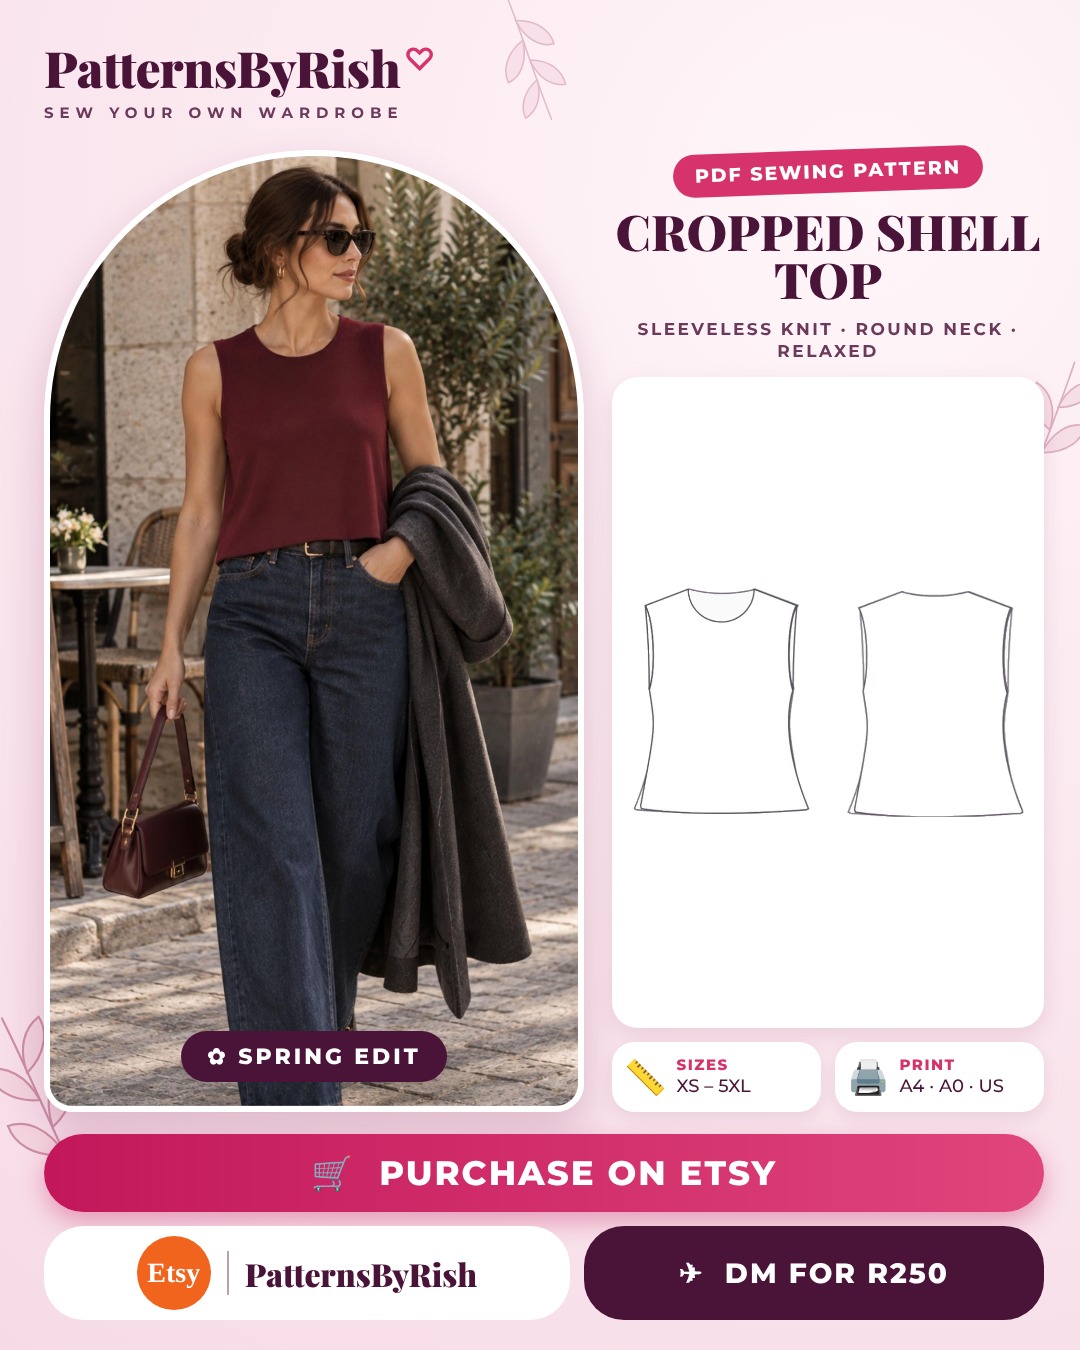 PatternsByRish
SEW YOUR OWN WARDROBE
PDF SEWING PATTERN
CROPPED SHELL
TOP
SLEEVELESS KNIT · ROUND NECK ·
RELAXED
✿ SPRING EDIT
SIZES
XS – 5XL
PRINT
A4 · A0 · US
PURCHASE ON ETSY
Etsy
PatternsByRish
✈ DM FOR R250